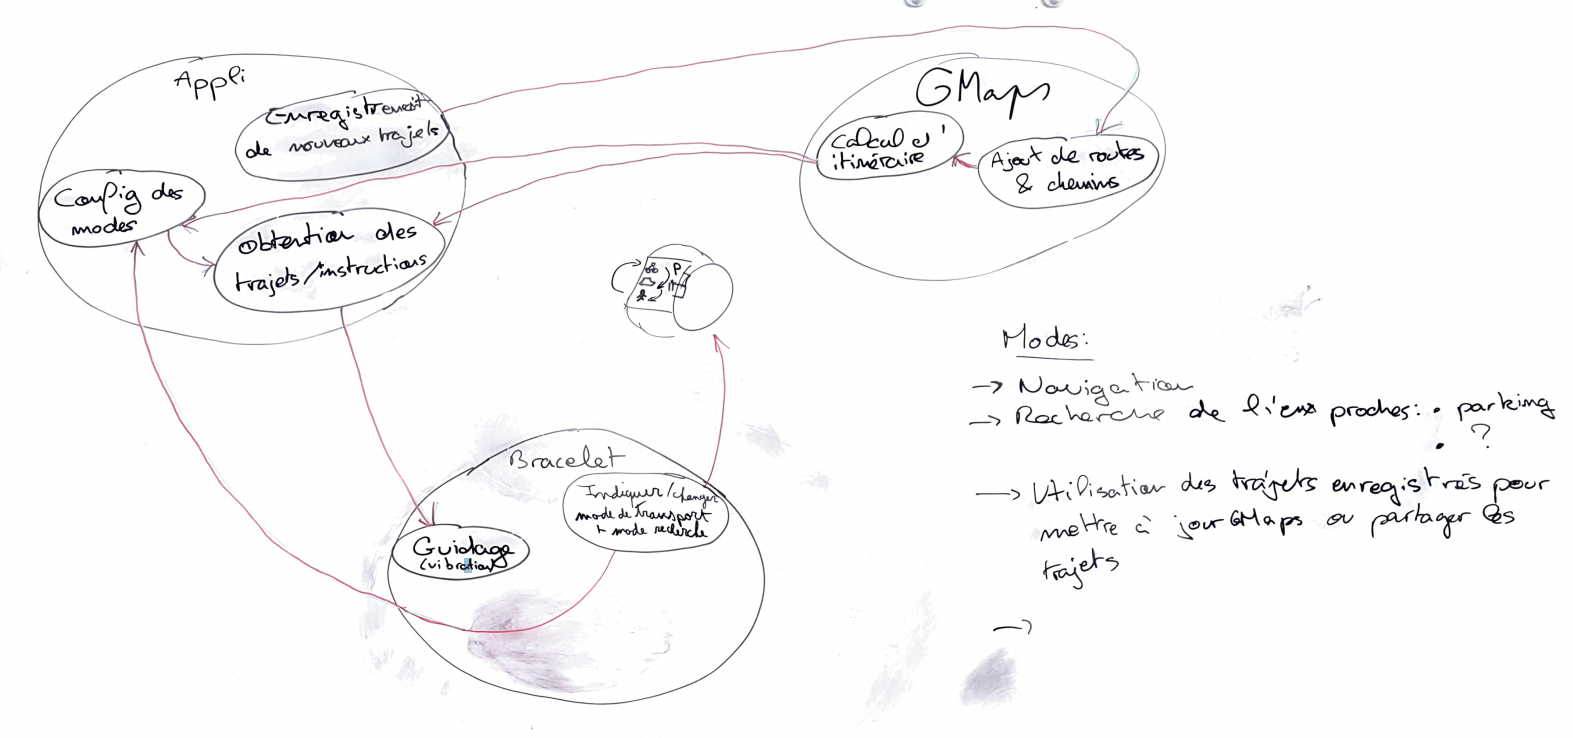 Appli
Enregistrement
de nouveaux trajets
Config des
modes
Obtention des
trajets/instructions
GMaps
Calcul d'
itinéraire
Ajout de routes
& chemins
P
Bracelet
Indiquer/changer
mode de transport
+ mode recherche
Guidage
(vibration)
Modes:
→ Navigation
→ Recherche de lieux proches: • parking
• ?
→ Utilisation des trajets enregistrés pour
mettre à jour GMaps ou partager les
trajets
→